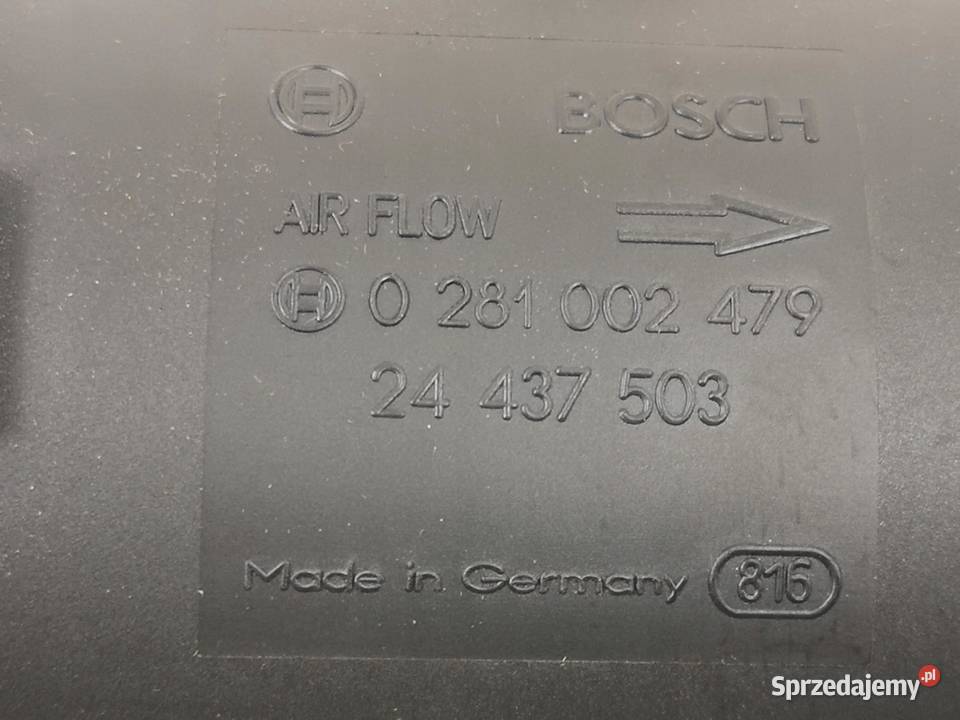 BOSCH
AIR FLOW
0 281 002 479
24 437 503
Made in Germany 816
Sprzedajemy.pl